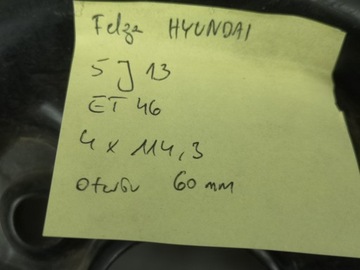 Felga HYUNDAI
5 J 13
ET 46
4 x 114,3
Otwór 60 mm